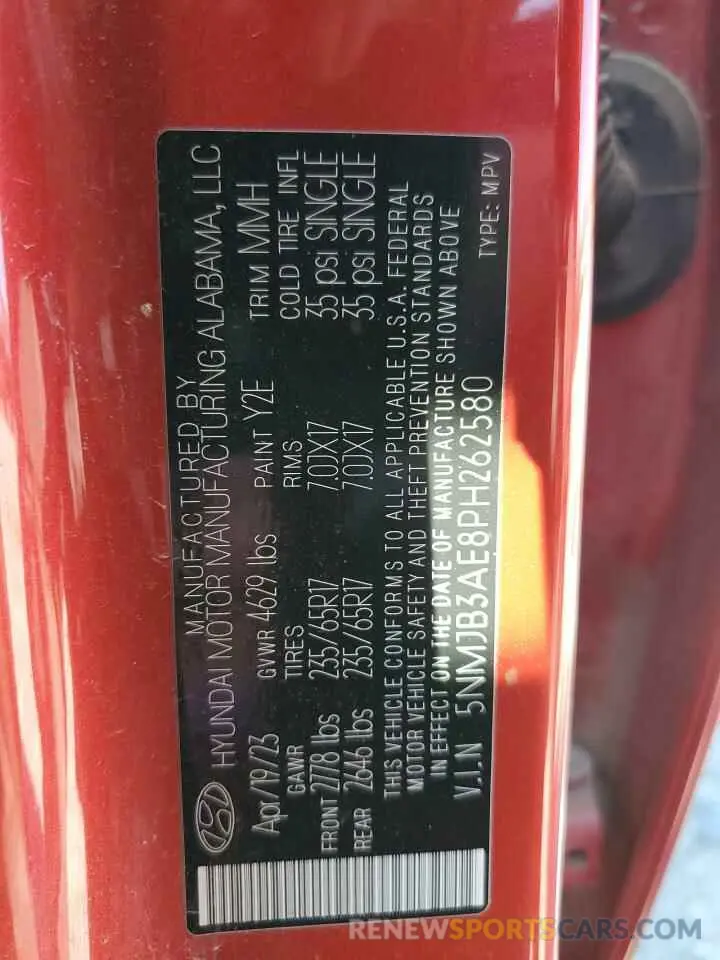 MANUFACTURED BY
HYUNDAI MOTOR MANUFACTURING ALABAMA, LLC
Apr/19/23 GVWR 4629 lbs PAINT Y2E TRIM MMH
GAWR TIRES RIMS COLD TIRE INFL
FRONT 2778 lbs 235/65R17 7.0JX17 35 psi SINGLE
REAR 2646 lbs 235/65R17 7.0JX17 35 psi SINGLE
THIS VEHICLE CONFORMS TO ALL APPLICABLE U.S.A. FEDERAL
MOTOR VEHICLE SAFETY AND THEFT PREVENTION STANDARDS
IN EFFECT ON THE DATE OF MANUFACTURE SHOWN ABOVE
V.I.N 5NMJB3AE8PH262580 TYPE: MPV
RENEWSPORTSCARS.COM